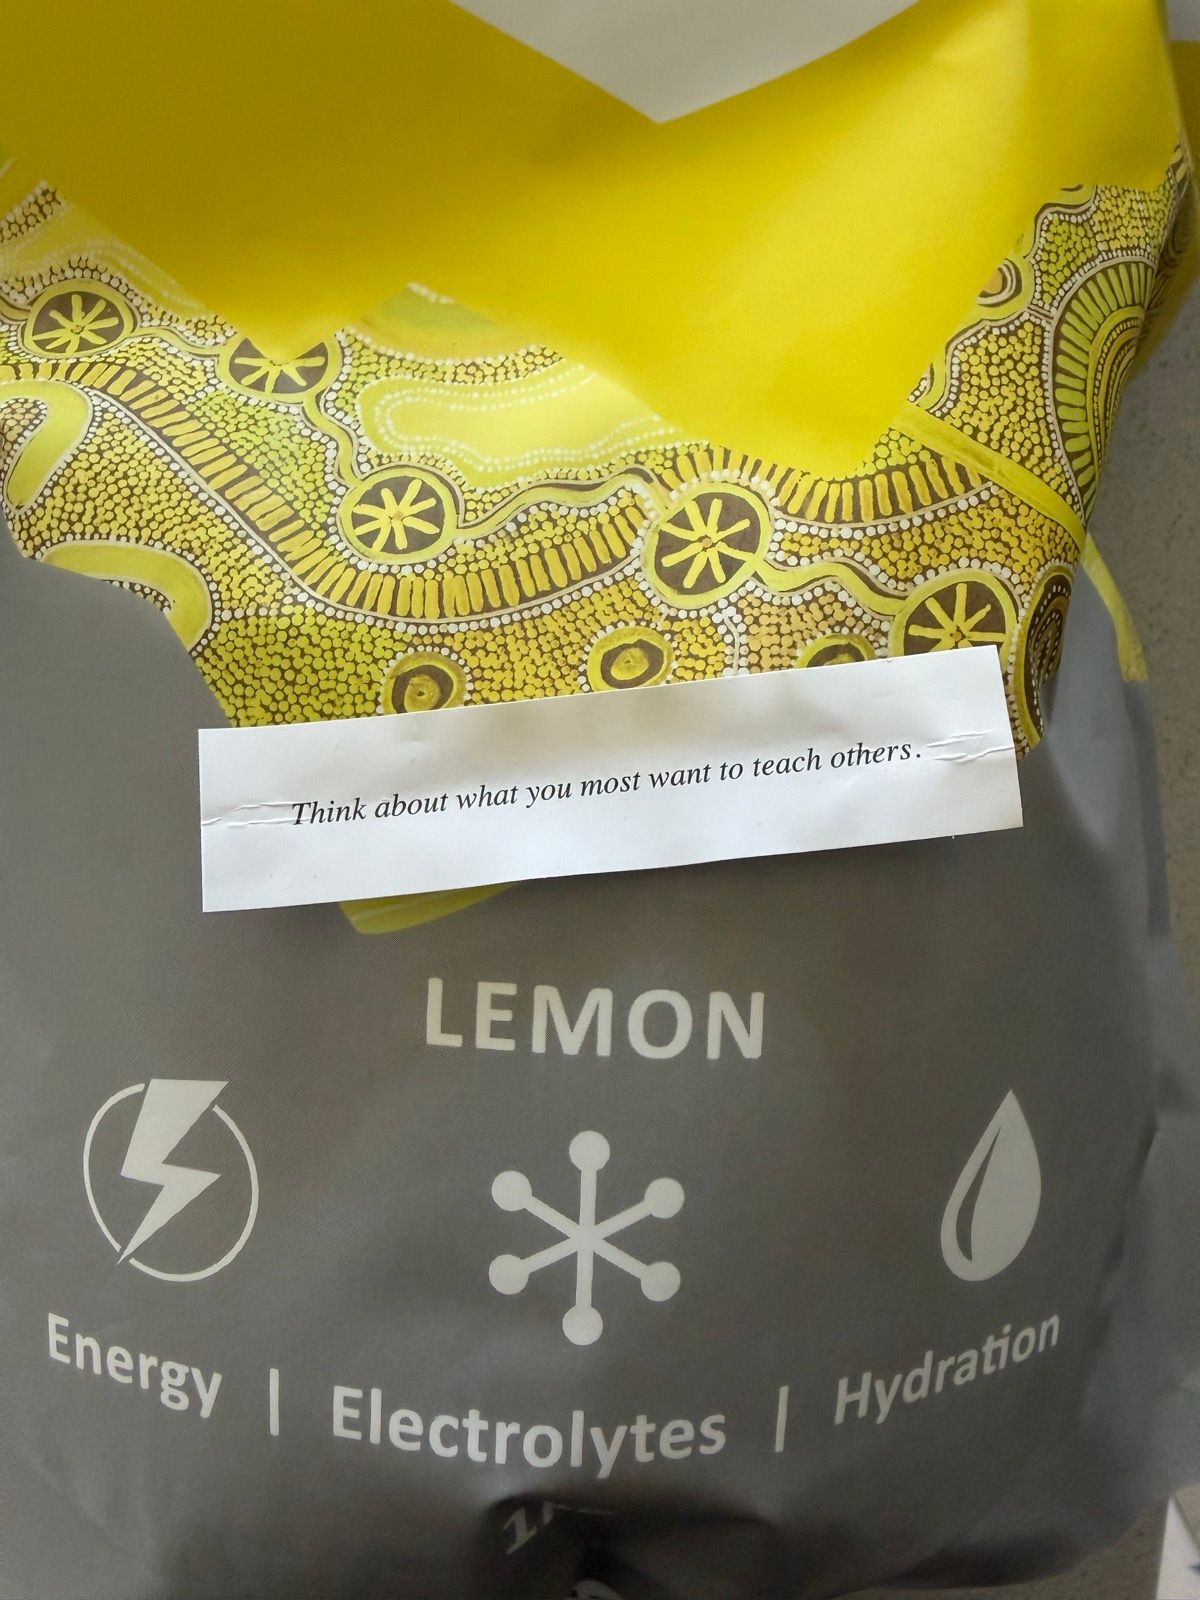 Think about what you most want to teach others.
LEMON
Energy | Electrolytes | Hydration